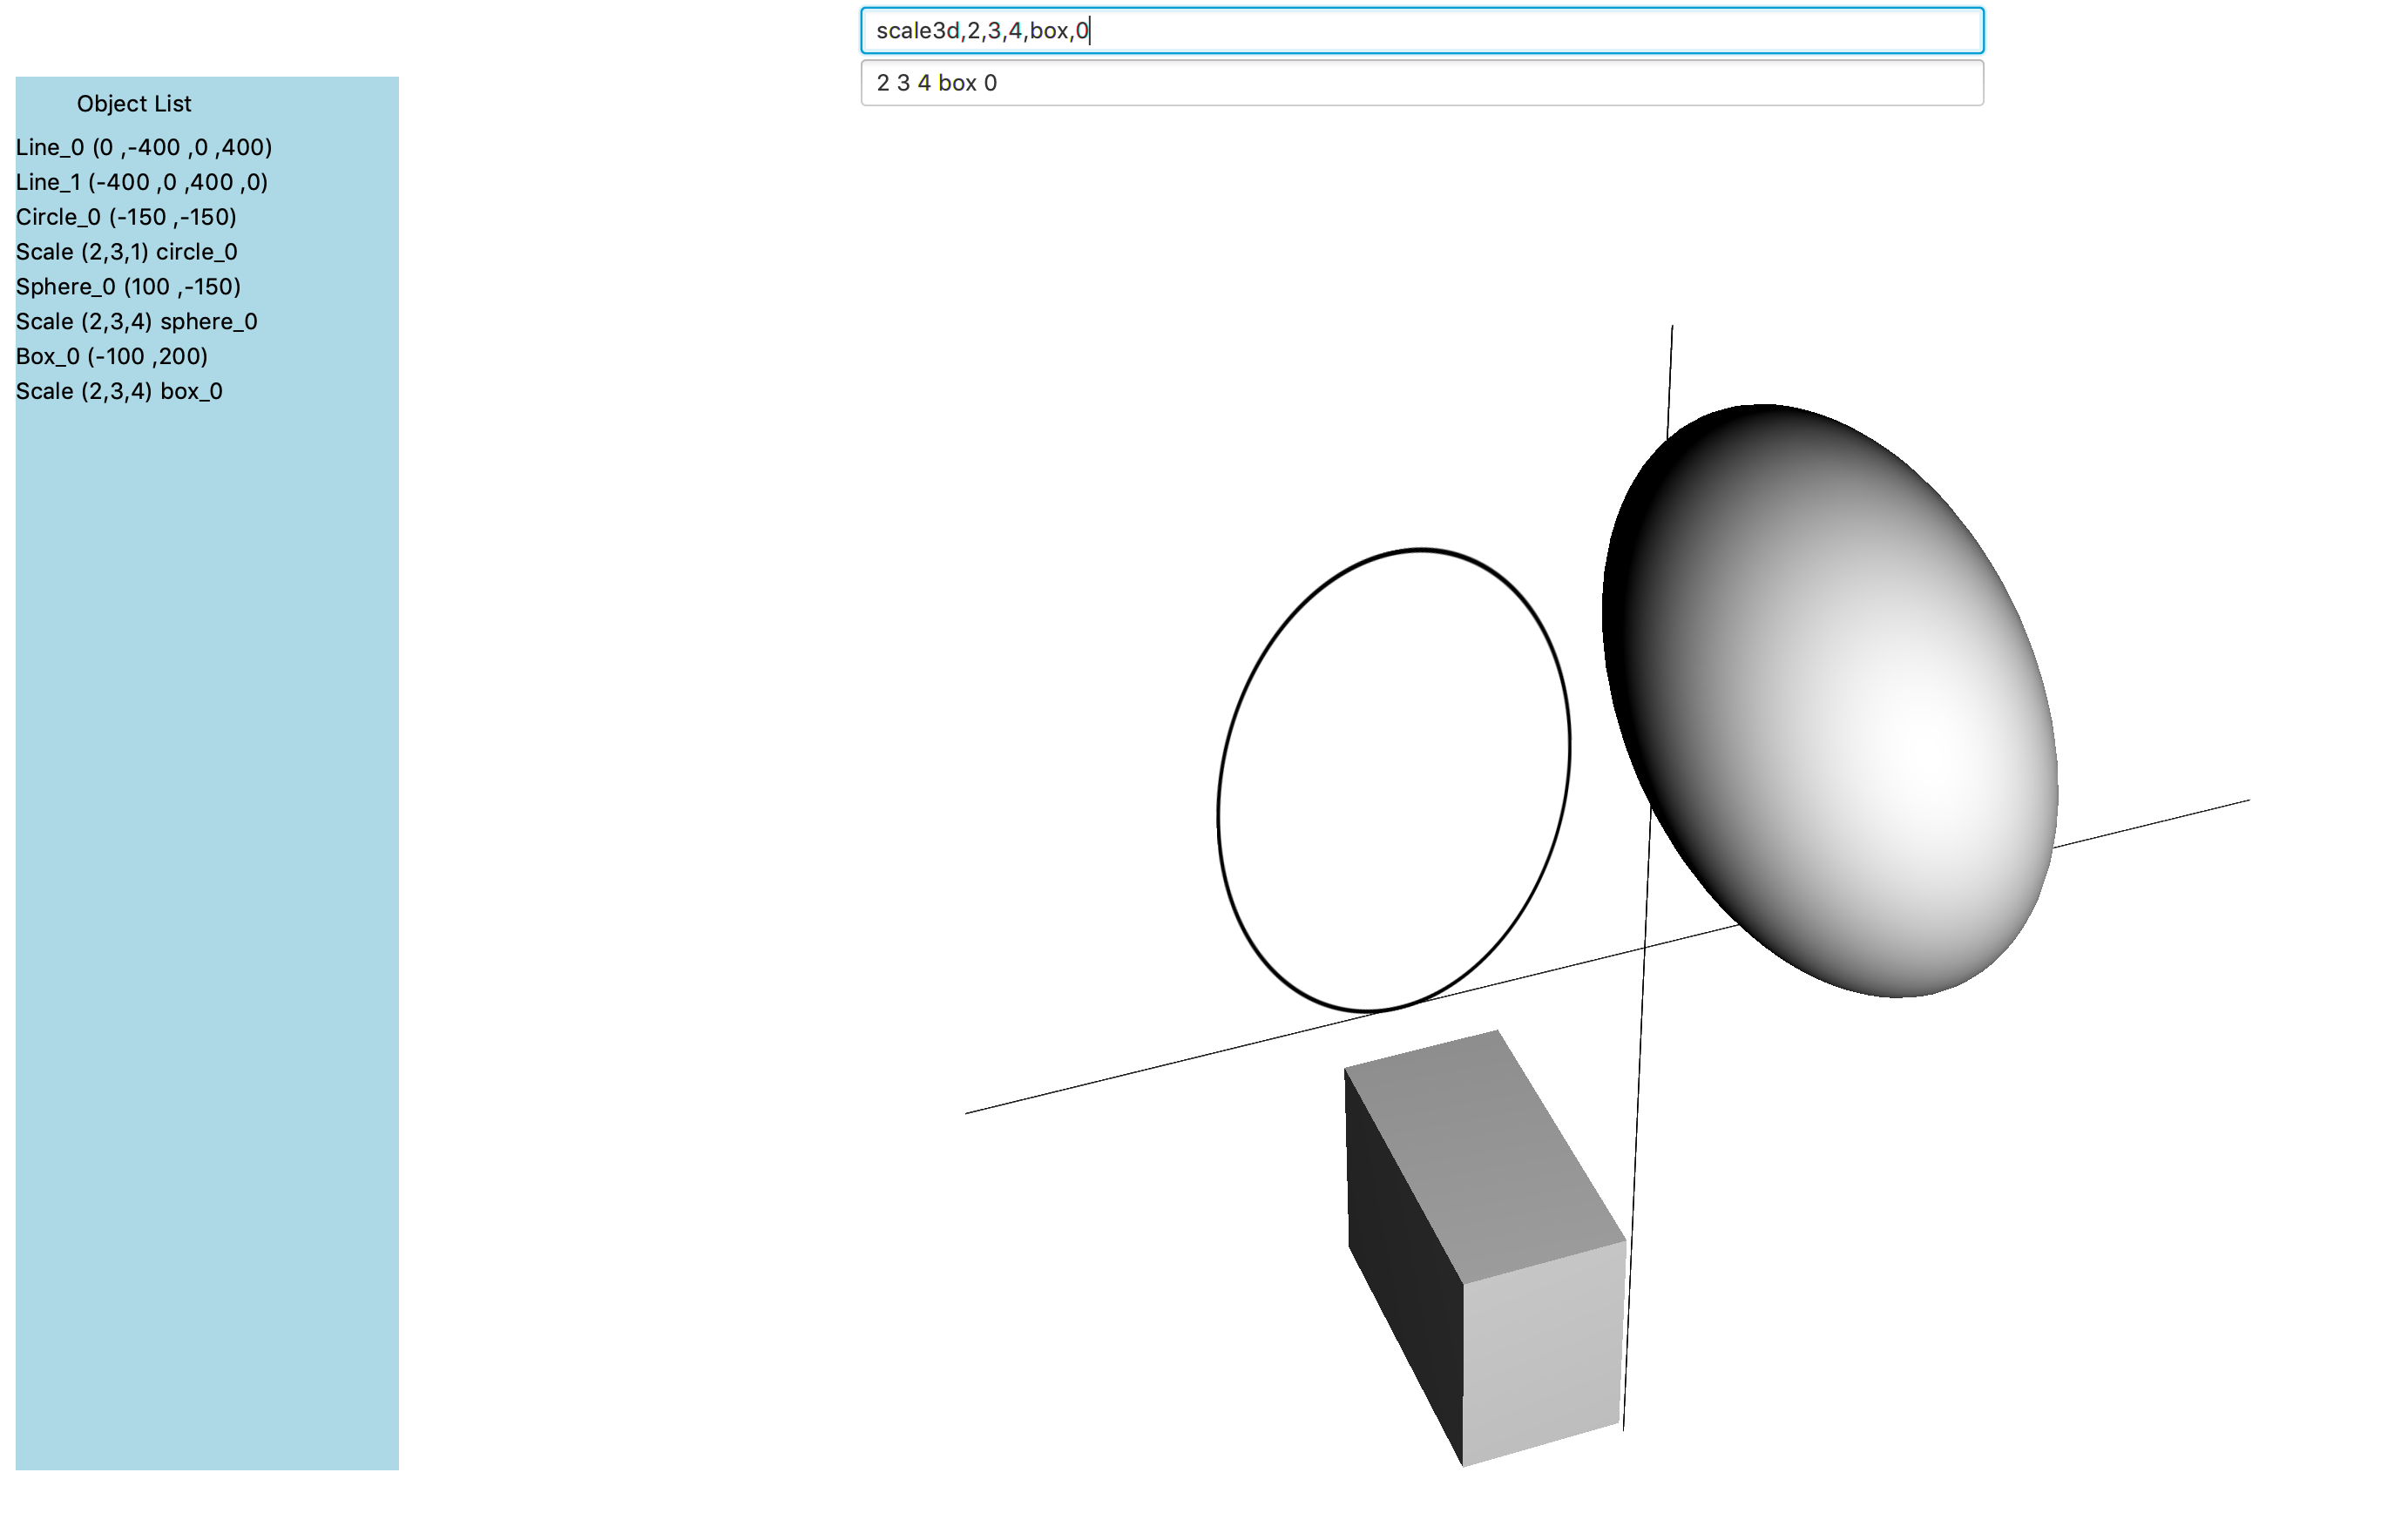 scale3d,2,3,4,box,0
2 3 4 box 0
Object List
Line_0 (0 ,-400 ,0 ,400)
Line_1 (-400 ,0 ,400 ,0)
Circle_0 (-150 ,-150)
Scale (2,3,1) circle_0
Sphere_0 (100 ,-150)
Scale (2,3,4) sphere_0
Box_0 (-100 ,200)
Scale (2,3,4) box_0